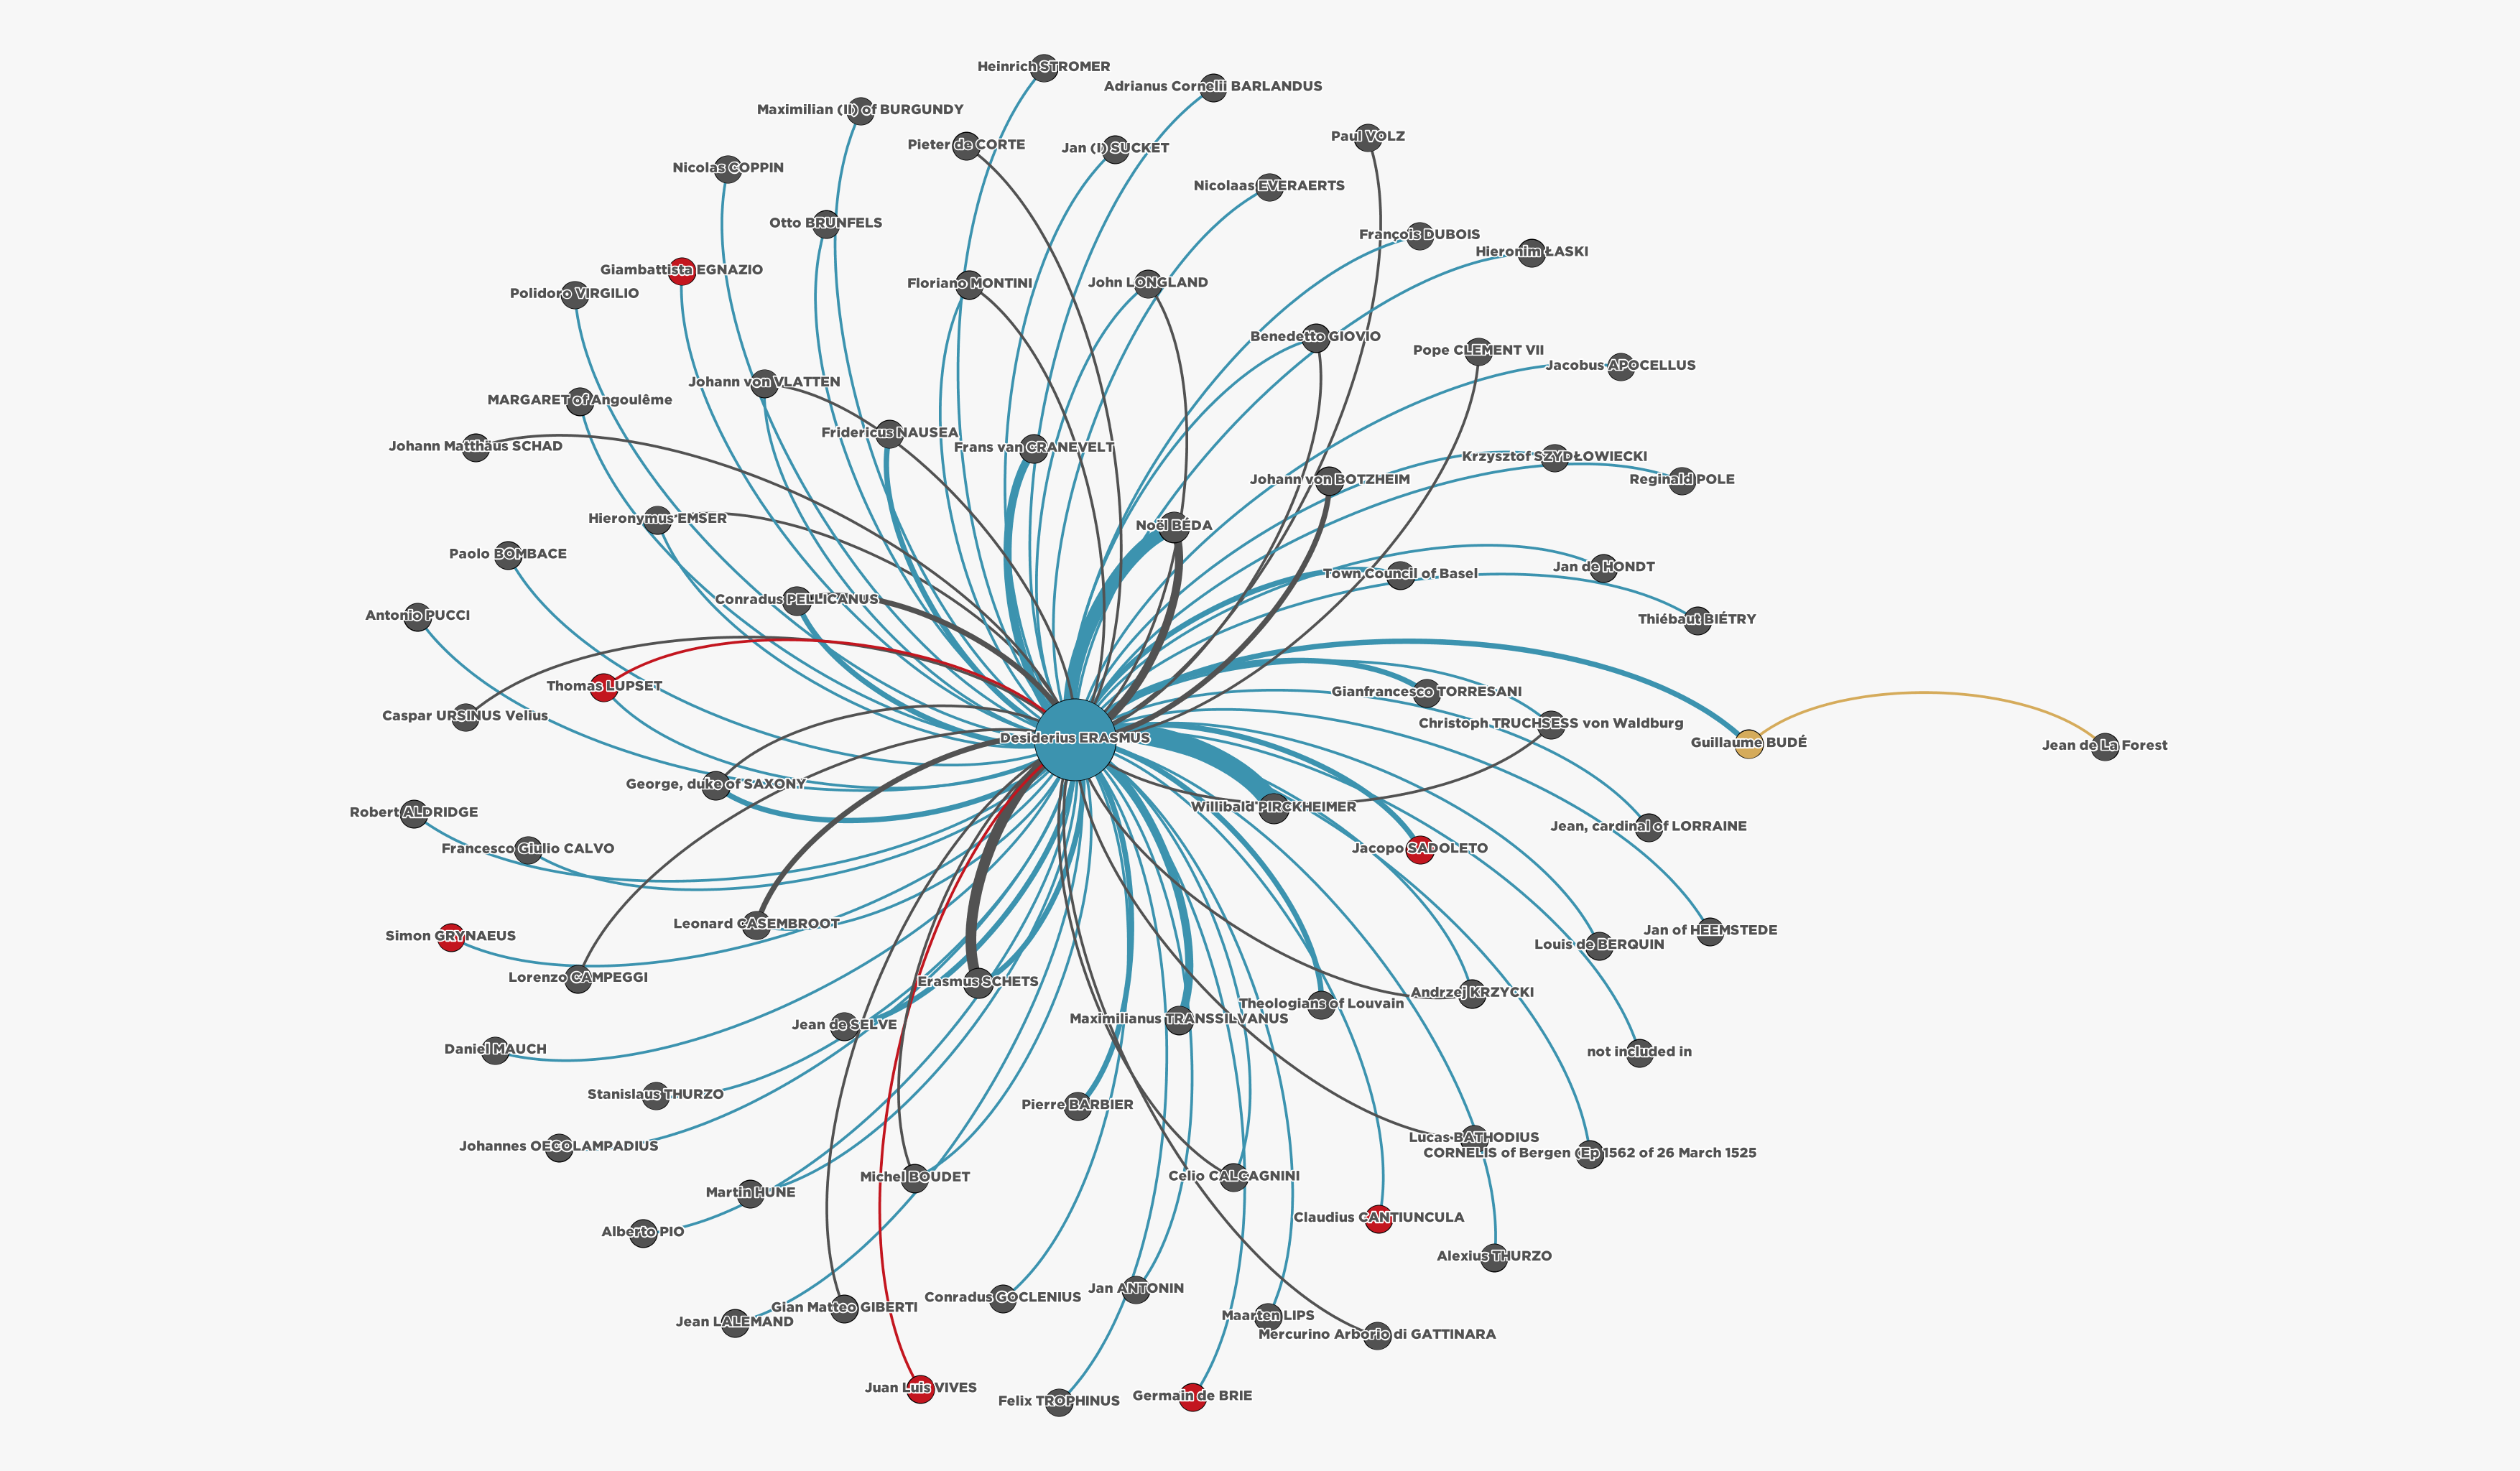 Heinrich STROMER
Adrianus Cornelii BARLANDUS
Maximilian (II) of BURGUNDY
Paul VOLZ
Pieter de CORTE
Jan (I) SUCKET
Nicolas COPPIN
Nicolaas EVERAERTS
Otto BRUNFELS
François DUBOIS
Hieronim ŁASKI
Giambattista EGNAZIO
Polidoro VIRGILIO
Floriano MONTINI
John LONGLAND
Benedetto GIOVIO
Pope CLEMENT VII
Jacobus APOCELLUS
Johann von VLATTEN
MARGARET of Angoulême
Fridericus NAUSEA
Johann Matthäus SCHAD
Frans van CRANEVELT
Krzysztof SZYDŁOWIECKI
Johann von BOTZHEIM
Reginald POLE
Hieronymus EMSER
Noël BÉDA
Paolo BOMBACE
Jan de HONDT
Town Council of Basel
Conradus PELLICANUS
Antonio PUCCI
Thiébaut BIÉTRY
Thomas LUPSET
Gianfrancesco TORRESANI
Caspar URSINUS Velius
Christoph TRUCHSESS von Waldburg
Desiderius ERASMUS
Guillaume BUDÉ
Jean de La Forest
George, duke of SAXONY
Willibald PIRCKHEIMER
Robert ALDRIDGE
Jean, cardinal of LORRAINE
Francesco Giulio CALVO
Jacopo SADOLETO
Leonard CASEMBROOT
Jan of HEEMSTEDE
Simon GRYNAEUS
Louis de BERQUIN
Lorenzo CAMPEGGI
Erasmus SCHETS
Andrzej KRZYCKI
Theologians of Louvain
Maximilianus TRANSSILVANUS
Jean de SELVE
Daniel MAUCH
not included in
Stanislaus THURZO
Pierre BARBIER
Lucas BATHODIUS
Johannes OECOLAMPADIUS
CORNELIS of Bergen (Ep 1562 of 26 March 1525
Michel BOUDET
Celio CALCAGNINI
Martin HUNE
Claudius CANTIUNCULA
Alberto PIO
Alexius THURZO
Jan ANTONIN
Conradus GOCLENIUS
Gian Matteo GIBERTI
Maarten LIPS
Jean LALEMAND
Mercurino Arborio di GATTINARA
Juan Luis VIVES
Germain de BRIE
Felix TROPHINUS